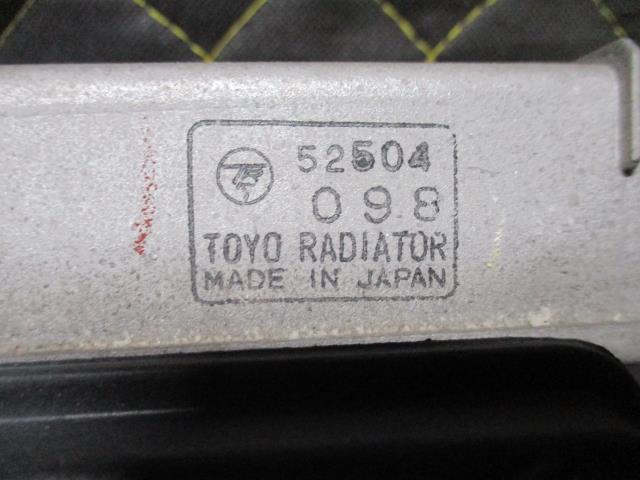 52504
098
TOYO RADIATOR
MADE IN JAPAN